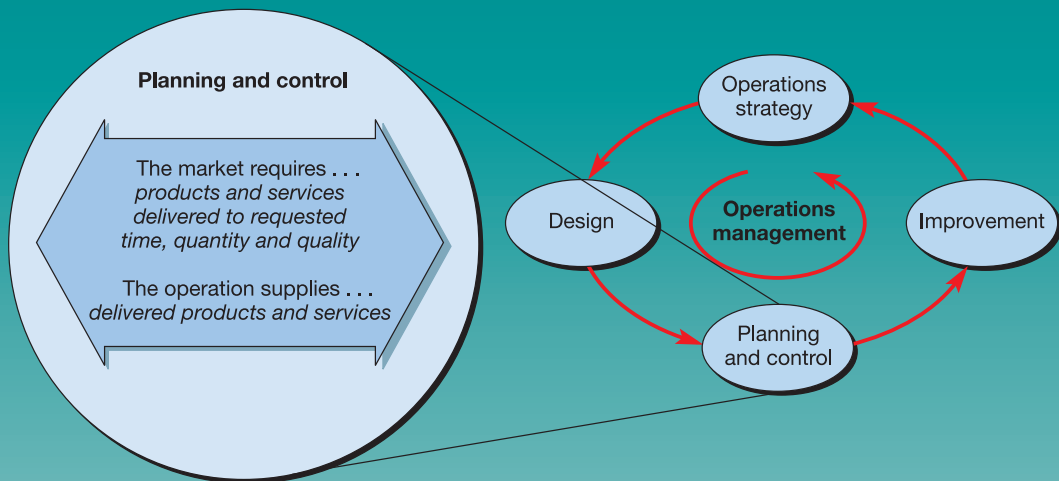 Planning and control
The market requires . . .
products and services
delivered to requested
time, quantity and quality
The operation supplies . . .
delivered products and services
Operations
strategy
Design
Operations
management
Improvement
Planning
and control